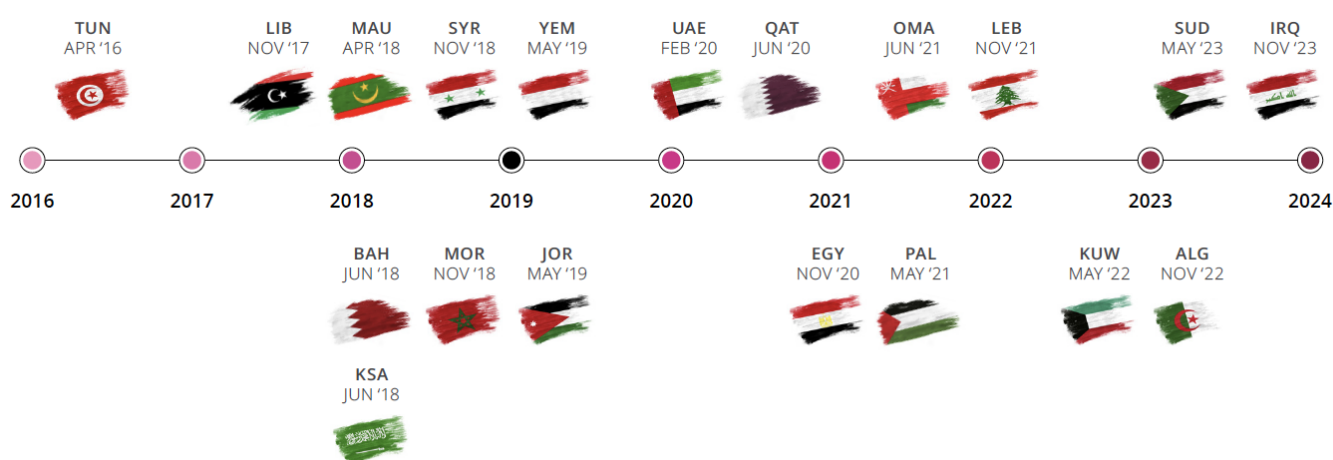 TUN
APR ‘16
LIB
NOV ‘17
MAU
APR ‘18
SYR
NOV ‘18
YEM
MAY ‘19
UAE
FEB ‘20
QAT
JUN ‘20
OMA
JUN ‘21
LEB
NOV ‘21
SUD
MAY ‘23
IRQ
NOV ‘23
2016
2017
2018
2019
2020
2021
2022
2023
2024
BAH
JUN ‘18
MOR
NOV ‘18
JOR
MAY ‘19
EGY
NOV ‘20
PAL
MAY ‘21
KUW
MAY ‘22
ALG
NOV ‘22
KSA
JUN ‘18